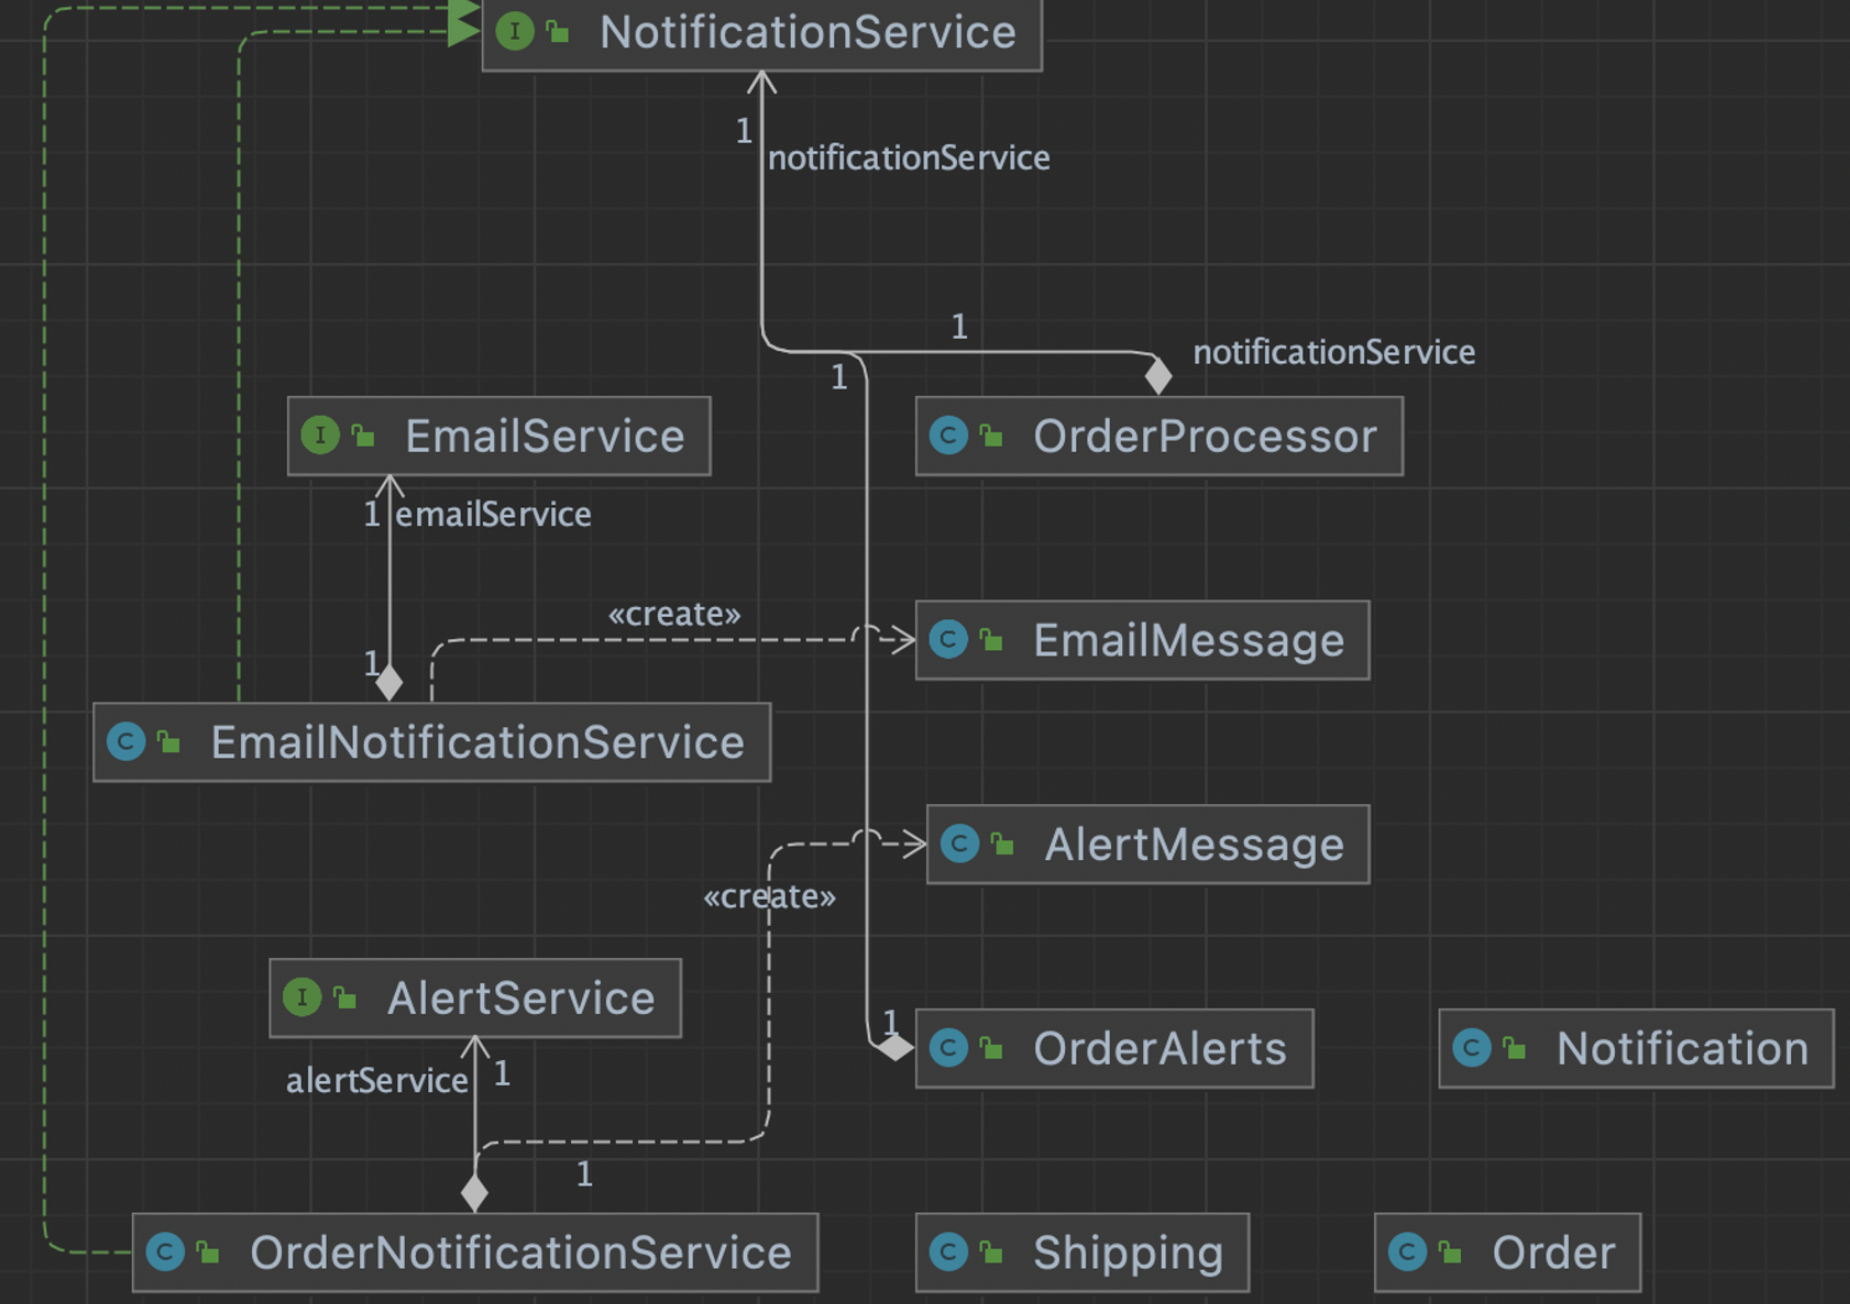 I NotificationService
1
notificationService
1
notificationService
1
I EmailService
C OrderProcessor
1 emailService
«create»
C EmailMessage
1
C EmailNotificationService
C AlertMessage
«create»
I AlertService
1
C OrderAlerts
C Notification
alertService 1
1
C OrderNotificationService
C Shipping
C Order